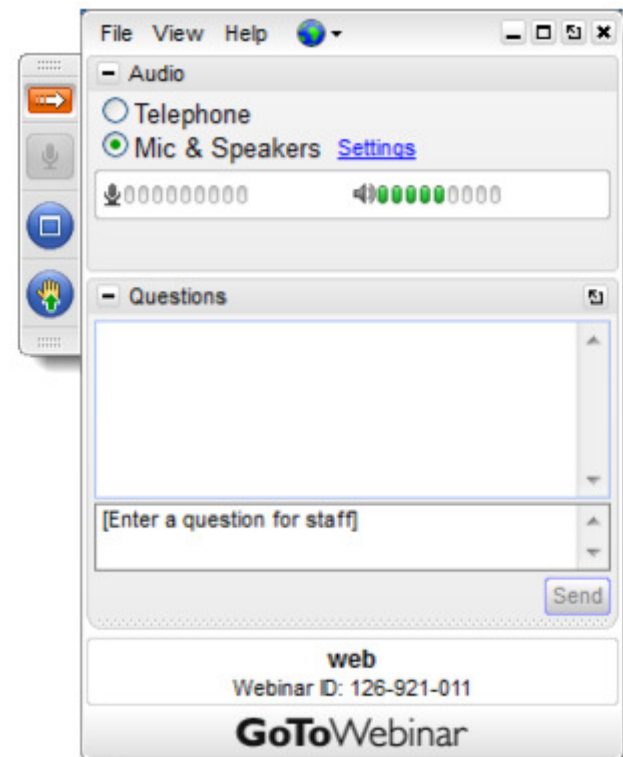 File View Help
Audio
Telephone
Mic & Speakers Settings
Questions
[Enter a question for staff]
Send
web
Webinar ID: 126-921-011
GoToWebinar